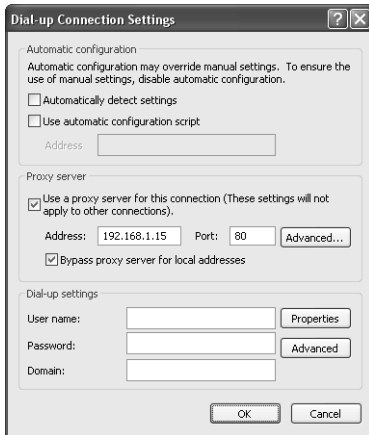 Dial-up Connection Settings
Automatic configuration
Automatic configuration may override manual settings. To ensure the
use of manual settings, disable automatic configuration.
Automatically detect settings
Use automatic configuration script
Address
Proxy server
Use a proxy server for this connection (These settings will not
apply to other connections).
Address: 192.168.1.15 Port: 80 Advanced...
Bypass proxy server for local addresses
Dial-up settings
User name: Properties
Password: Advanced
Domain:
OK Cancel